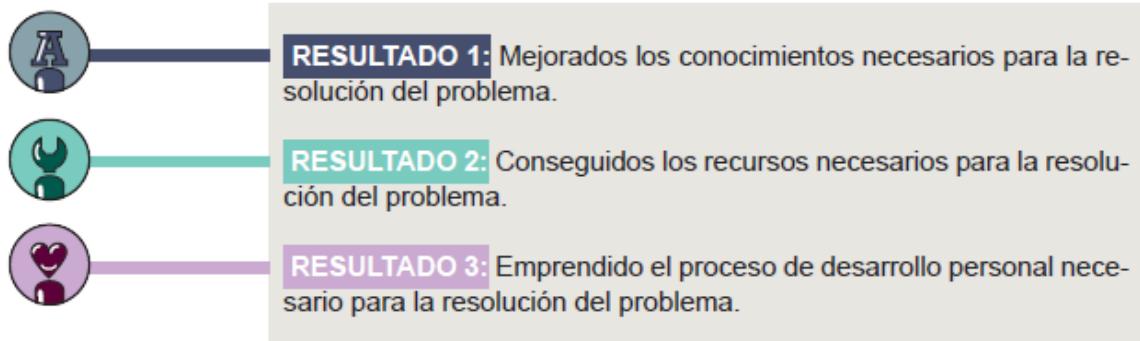 A
RESULTADO 1: Mejorados los conocimientos necesarios para la re-
solución del problema.
RESULTADO 2: Conseguidos los recursos necesarios para la resolu-
ción del problema.
RESULTADO 3: Emprendido el proceso de desarrollo personal nece-
sario para la resolución del problema.